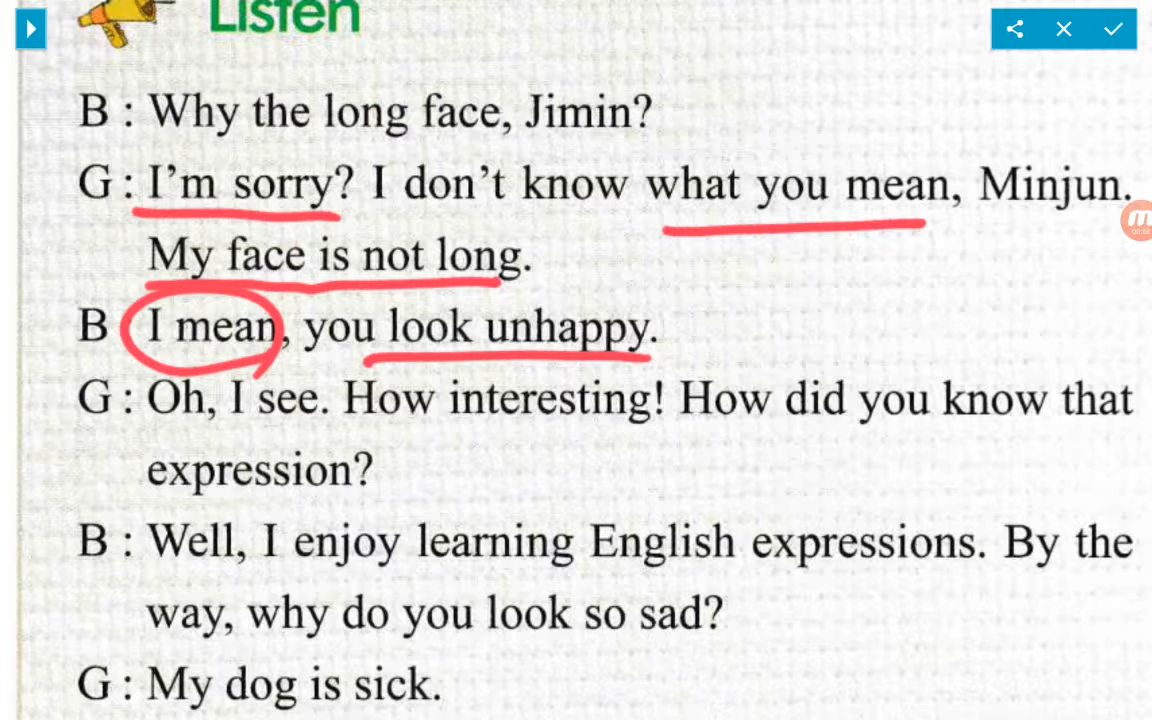 Listen
B : Why the long face, Jimin?
G : I'm sorry? I don't know what you mean, Minjun.
My face is not long.
B I mean, you look unhappy.
G : Oh, I see. How interesting! How did you know that
expression?
B : Well, I enjoy learning English expressions. By the
way, why do you look so sad?
G : My dog is sick.